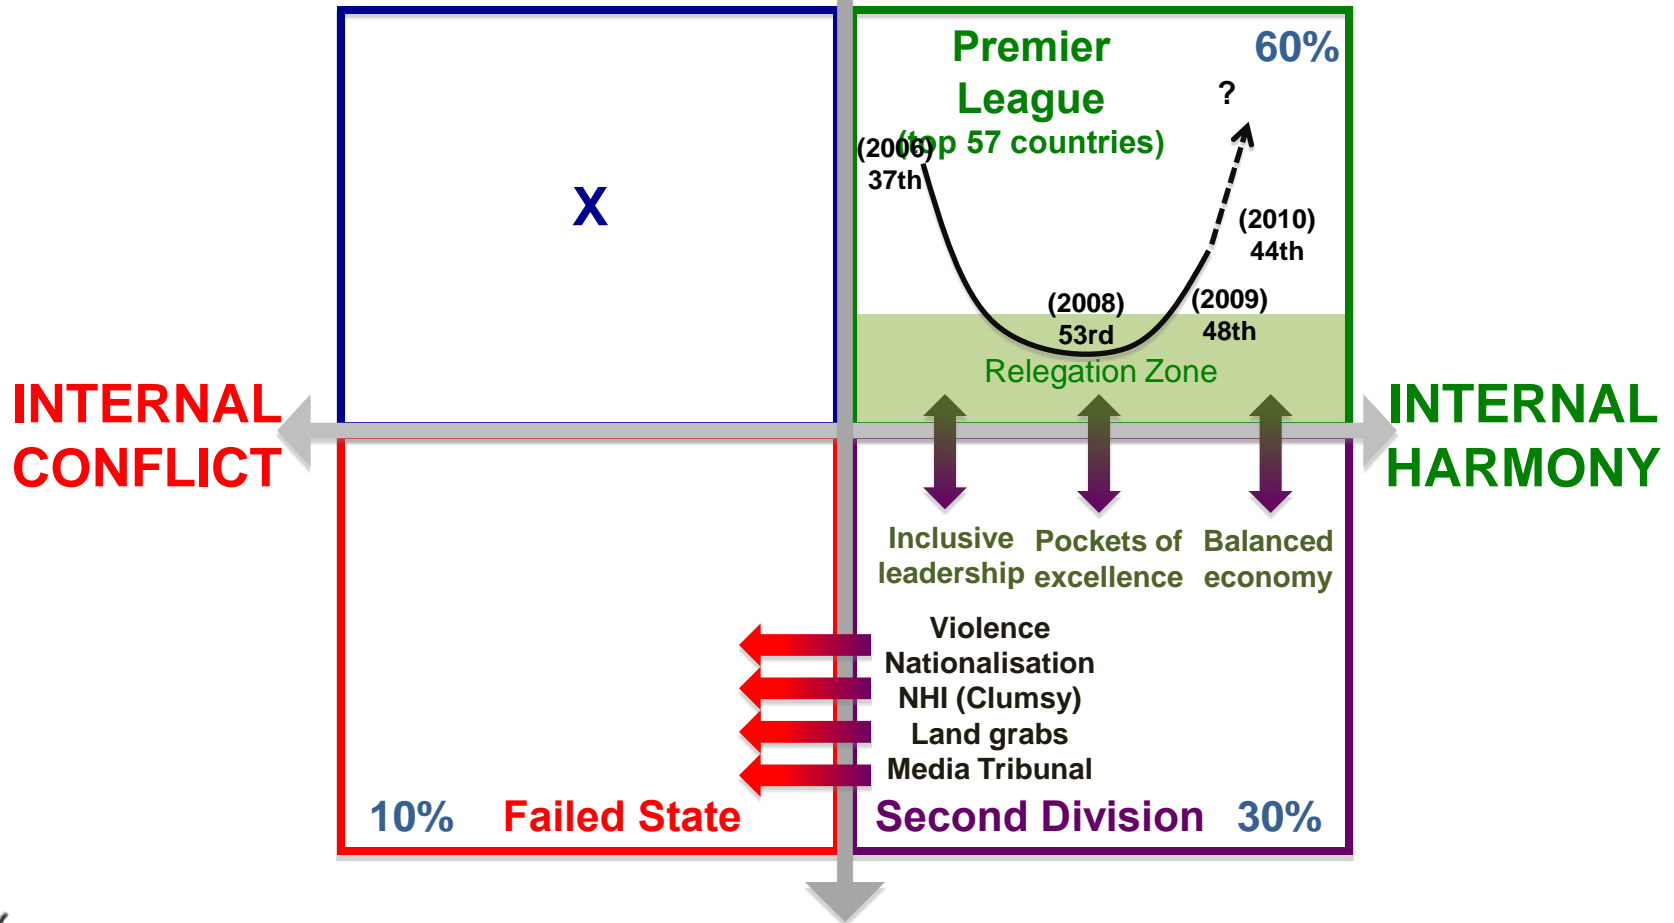 Premier
League
(top 57 countries)
60%
?
(2006)
37th
(2010)
44th
(2008)
53rd
(2009)
48th
Relegation Zone
X
INTERNAL
CONFLICT
INTERNAL
HARMONY
Inclusive
leadership
Pockets of
excellence
Balanced
economy
Violence
Nationalisation
NHI (Clumsy)
Land grabs
Media Tribunal
10%
Failed State
Second Division
30%